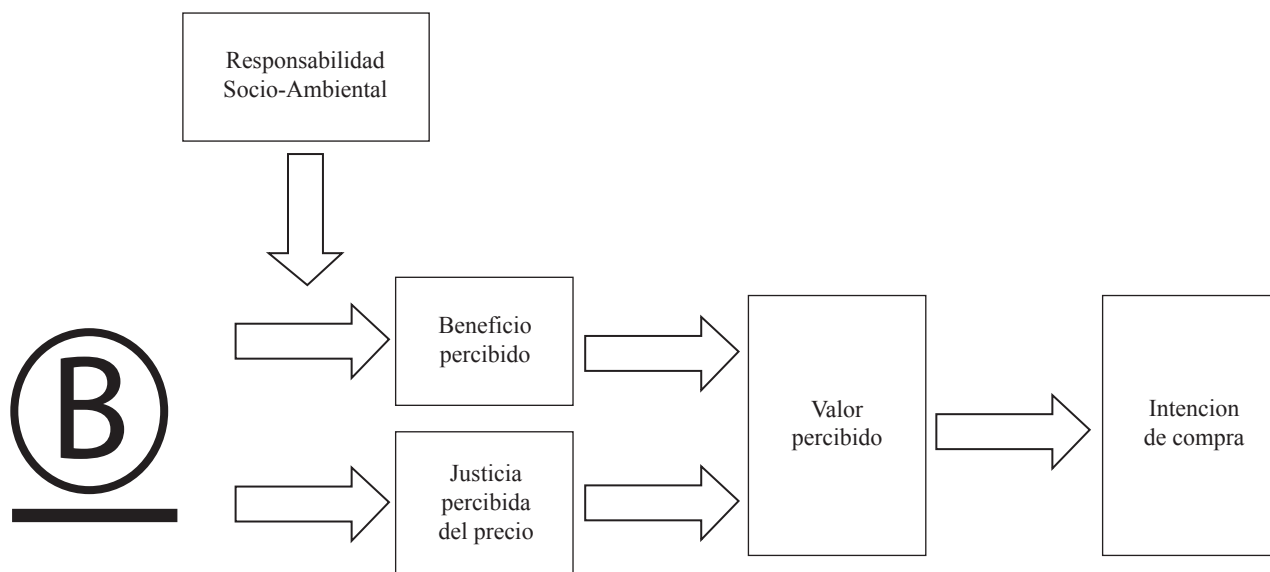 Responsabilidad
Socio-Ambiental
Beneficio
percibido
B
Justicia
percibida
del precio
Valor
percibido
Intencion
de compra